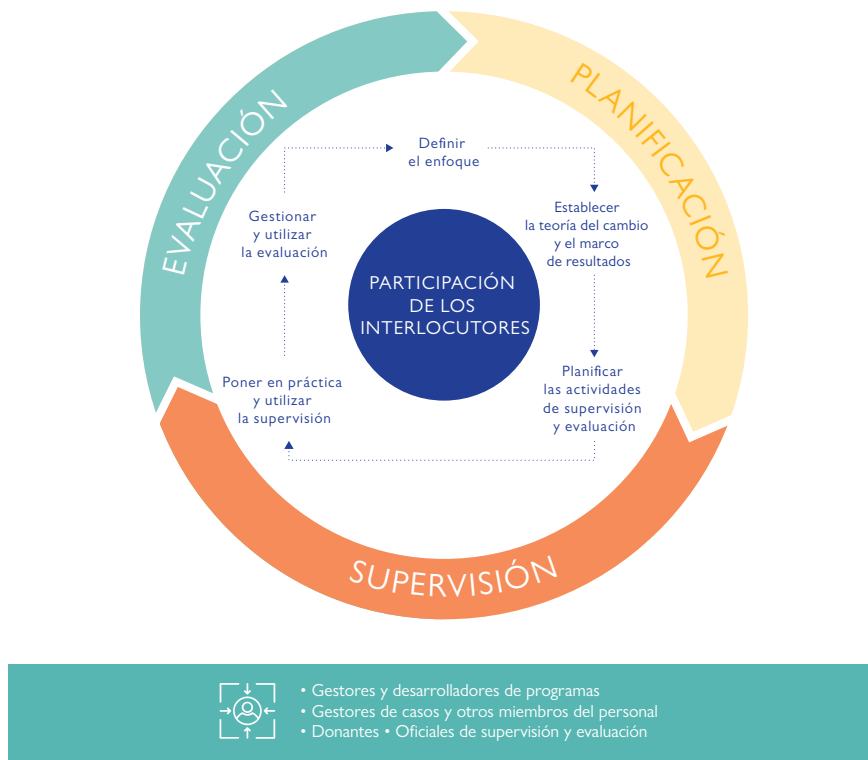 EVALUACIÓN
PLANIFICACIÓN
Definir
el enfoque
Establecer
la teoría del cambio
y el marco
de resultados
Gestionar
y utilizar
la evaluación
PARTICIPACIÓN
DE LOS
INTERLOCUTORES
Planificar
las actividades
de supervisión
y evaluación
Poner en práctica
y utilizar
la supervisión
SUPERVISIÓN
• Gestores y desarrolladores de programas
• Gestores de casos y otros miembros del personal
• Donantes • Oficiales de supervisión y evaluación